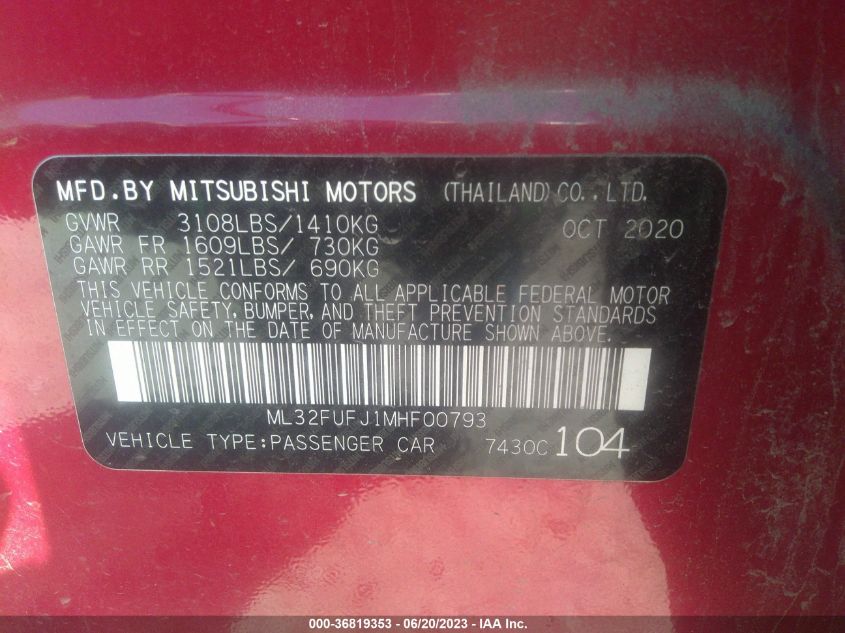 MFD.BY MITSUBISHI MOTORS (THAILAND) CO.,LTD.
GVWR 3108LBS/1410KG OCT 2020
GAWR FR 1609LBS/ 730KG
GAWR RR 1521LBS/ 690KG
THIS VEHICLE CONFORMS TO ALL APPLICABLE FEDERAL MOTOR
VEHICLE SAFETY, BUMPER, AND THEFT PREVENTION STANDARDS
IN EFFECT ON THE DATE OF MANUFACTURE SHOWN ABOVE.
ML32FUFJ1MHF00793
VEHICLE TYPE:PASSENGER CAR 7430C 104
000-36819353 - 06/20/2023 - IAA Inc.